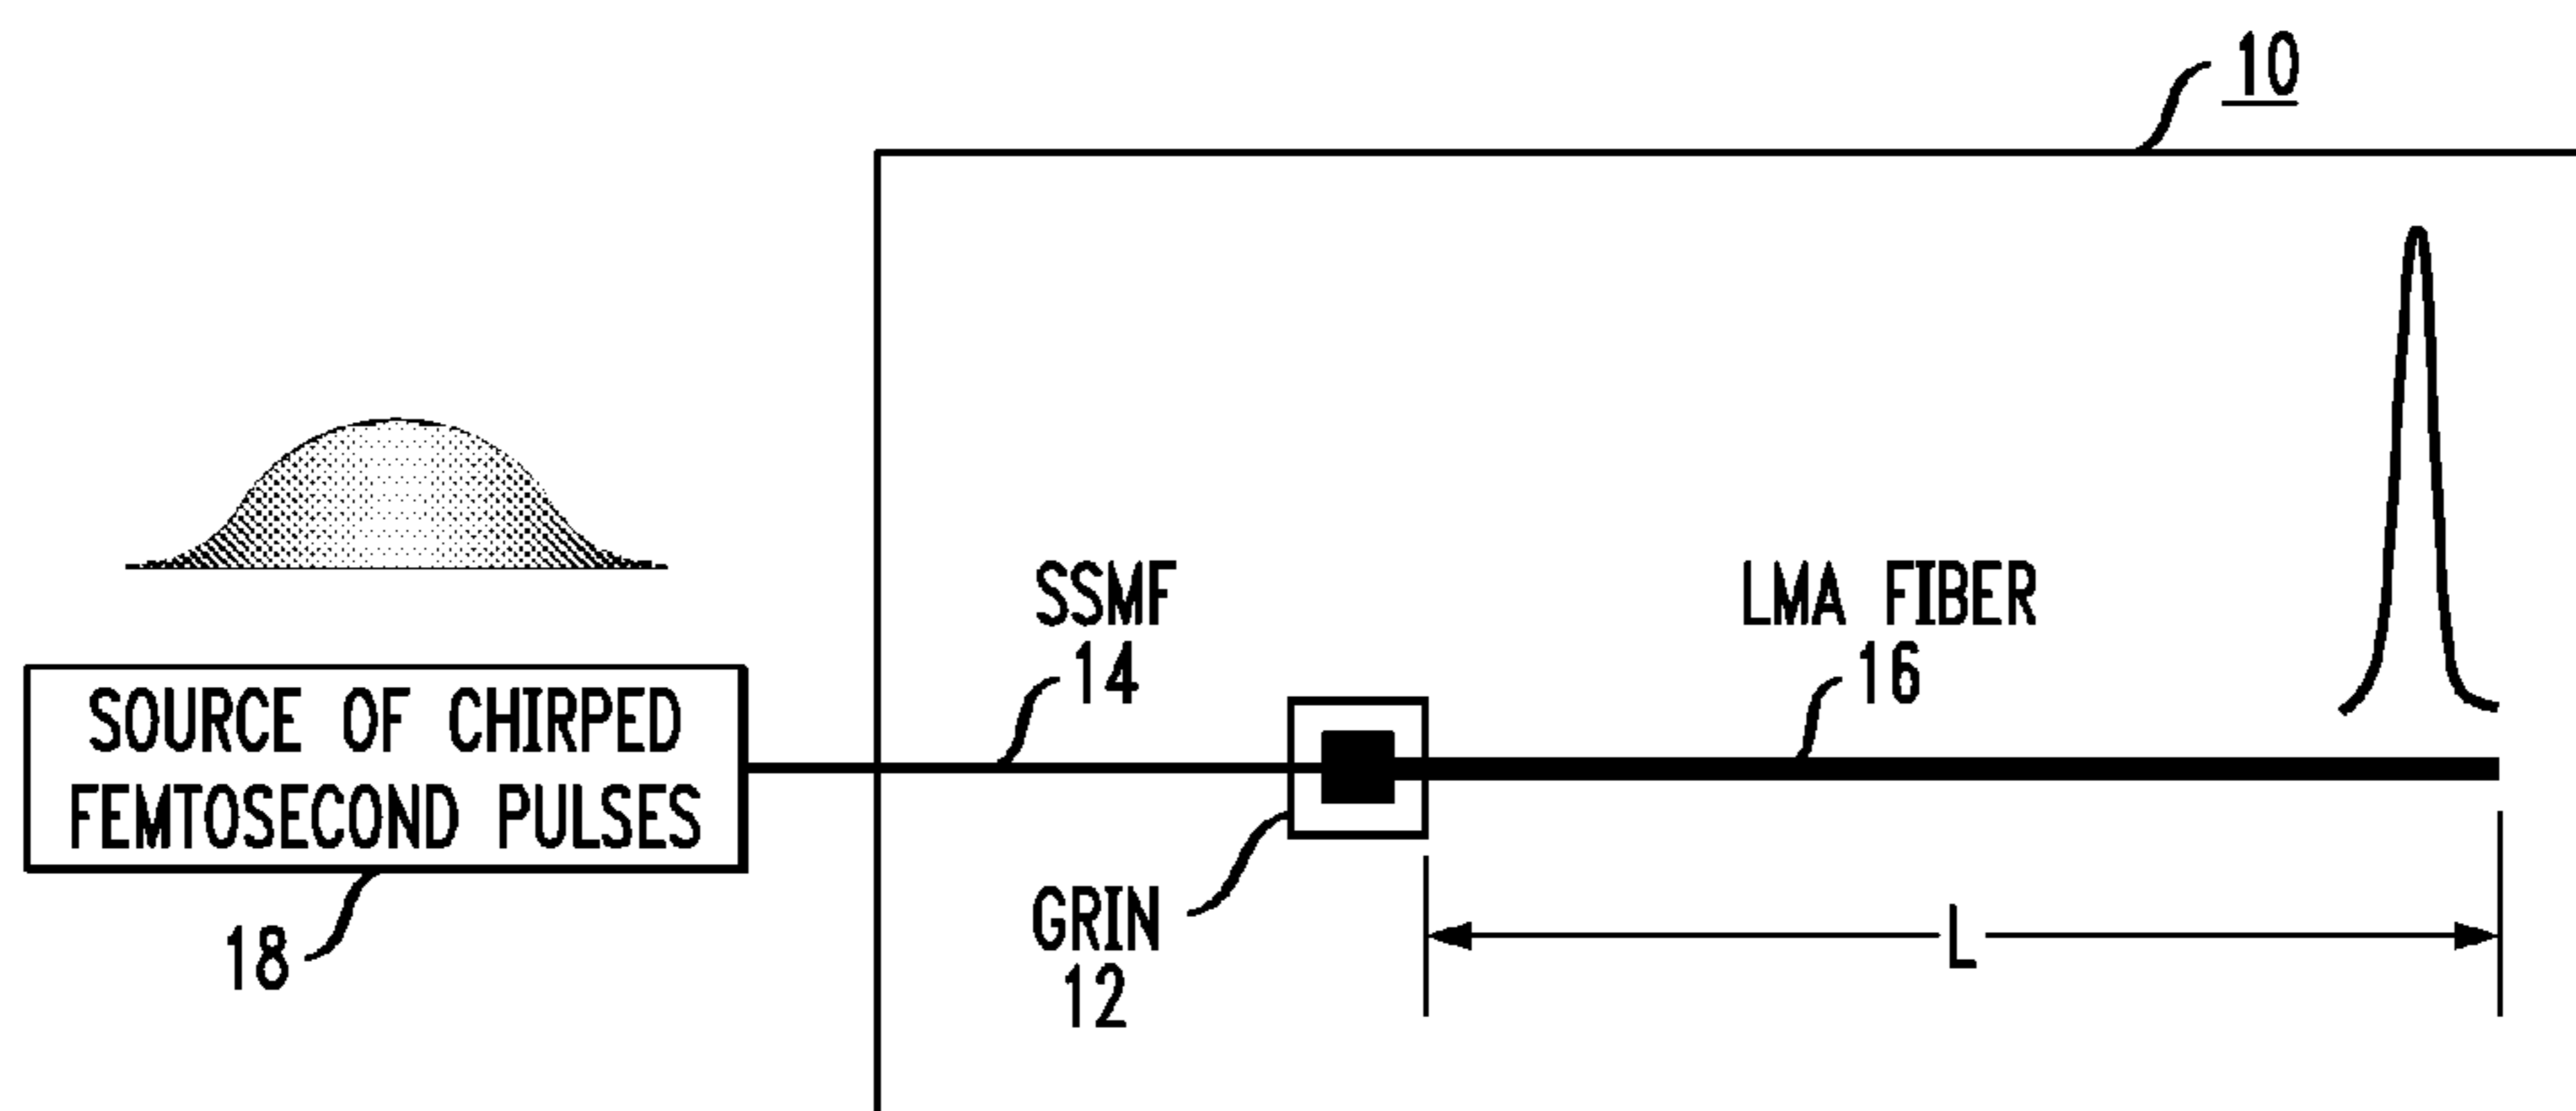 10
SSMF
14
LMA FIBER
16
SOURCE OF CHIRPED
FEMTOSECOND PULSES
18
GRIN
12
L